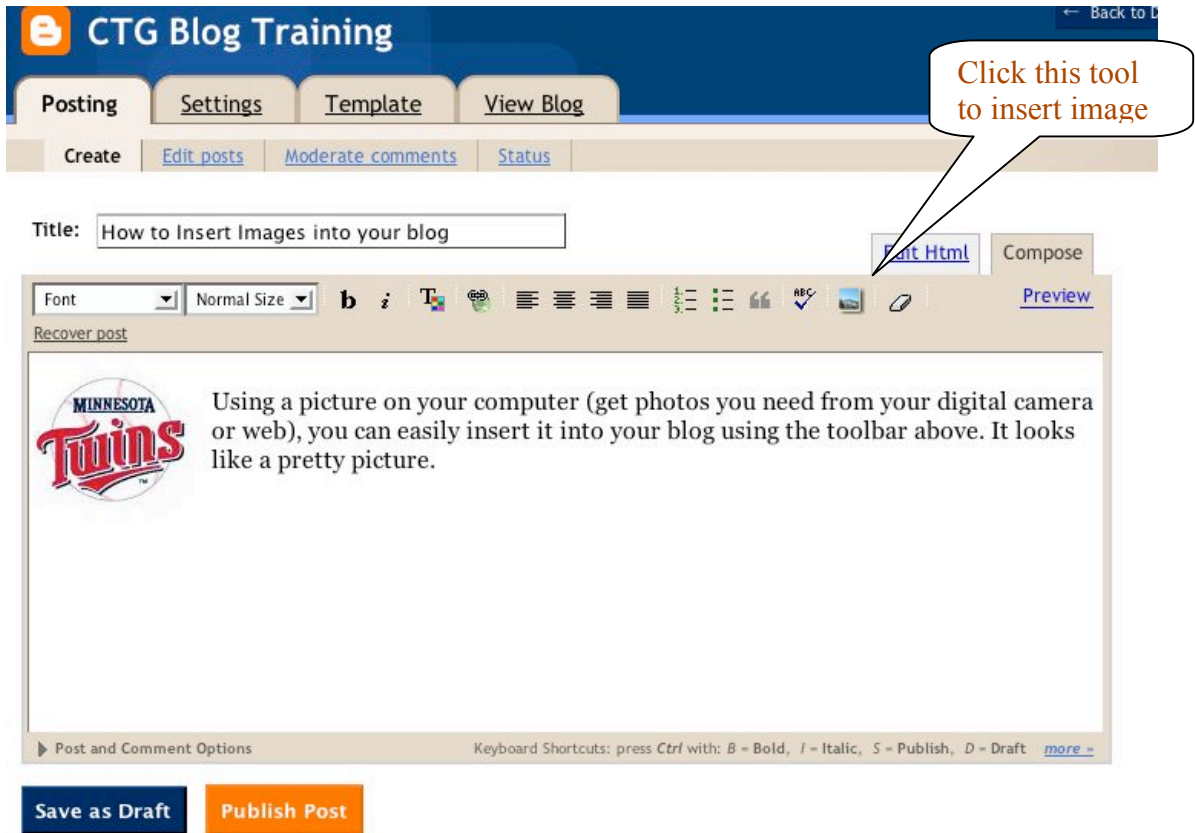 ← Back to D
CTG Blog Training
Click this tool
to insert image
Posting Settings Template View Blog
Create Edit posts Moderate comments Status
Title: How to Insert Images into your blog
Edit Html Compose
Font Normal Size b i T ABC Preview
Recover post
MINNESOTA
Twins
TM
Using a picture on your computer (get photos you need from your digital camera
or web), you can easily insert it into your blog using the toolbar above. It looks
like a pretty picture.
Post and Comment Options Keyboard Shortcuts: press Ctrl with: B = Bold, I = Italic, S = Publish, D = Draft more »
Save as Draft Publish Post